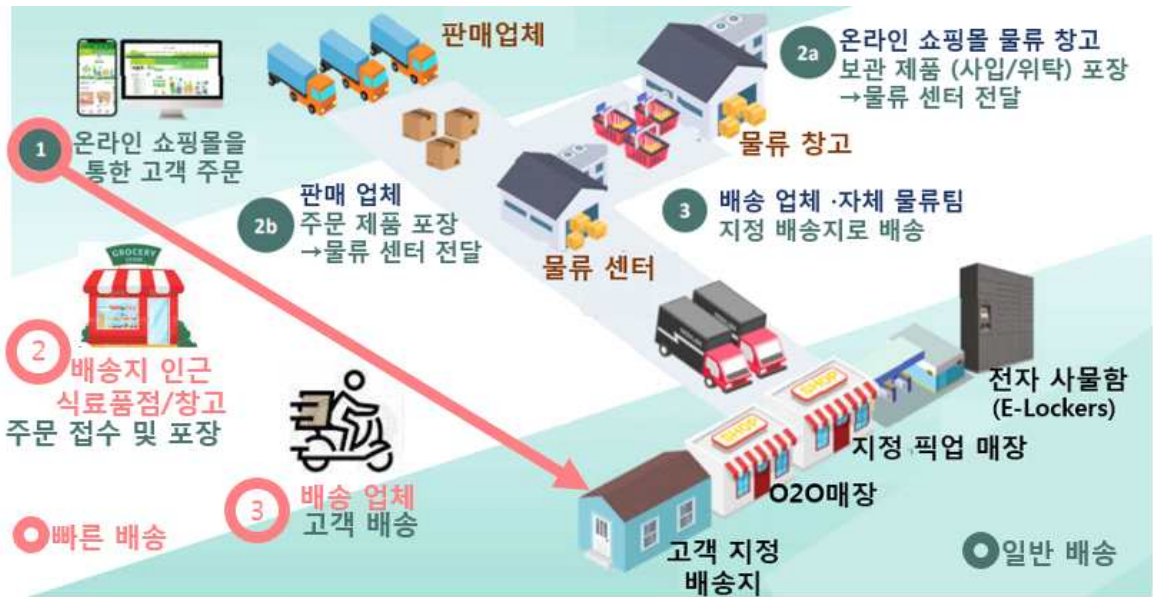 1
온라인 쇼핑몰을
통한 고객 주문
판매업체
2a
온라인 쇼핑몰 물류 창고
보관 제품 (사입/위탁) 포장
→물류 센터 전달
물류 창고
2b
판매 업체
주문 제품 포장
→물류 센터 전달
물류 센터
3
배송 업체 ·자체 물류팀
지정 배송지로 배송
GROCERY
2
배송지 인근
식료품점/창고
주문 접수 및 포장
3
배송 업체
고객 배송
전자 사물함
(E-Lockers)
SHOP
지정 픽업 매장
SHOP
O2O매장
고객 지정
배송지
빠른 배송
일반 배송